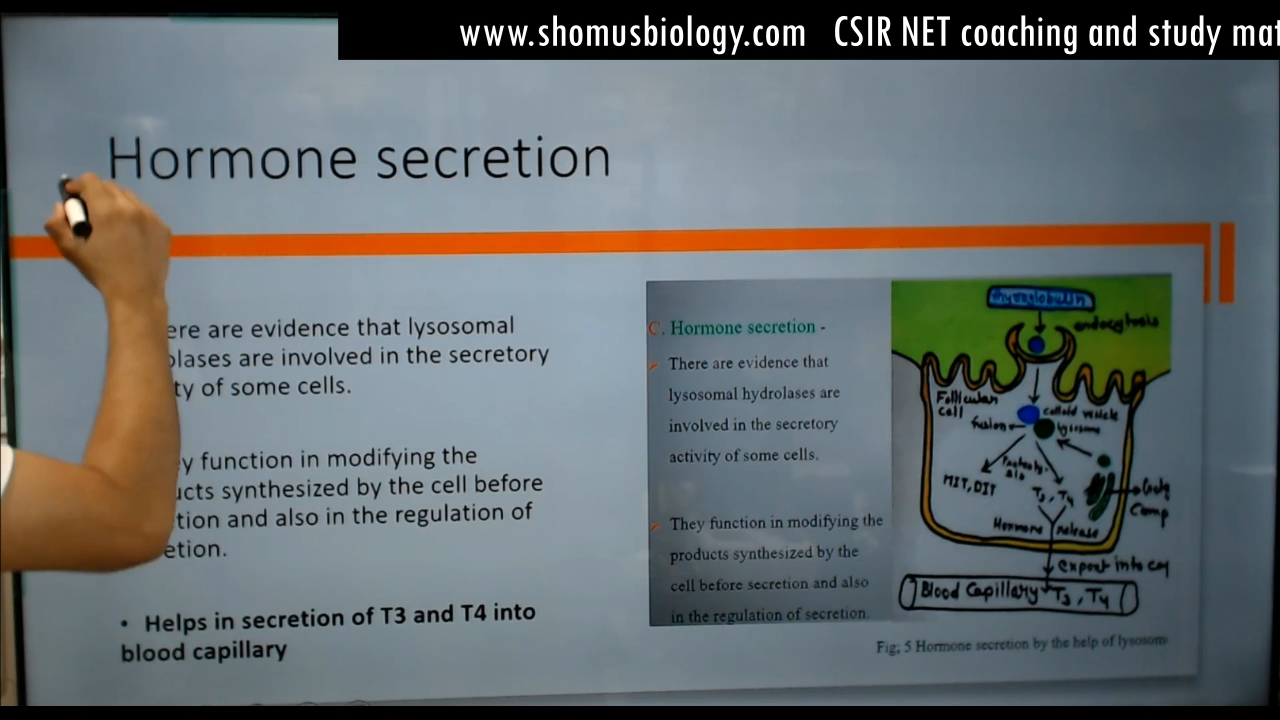 www.shomusbiology.com CSIR NET coaching and study mat
Hormone secretion
ere are evidence that lysosomal
lases are involved in the secretory
ty of some cells.
y function in modifying the
ucts synthesized by the cell before
tion and also in the regulation of
etion.
• Helps in secretion of T3 and T4 into
blood capillary
C. Hormone secretion -
➢ There are evidence that
lysosomal hydrolases are
involved in the secretory
activity of some cells.
➢ They function in modifying the
products synthesized by the
cell before secretion and also
in the regulation of secretion.
thyroglobulin
endocytosis
Follicular
cell
colloid vesicle
fusion
lysosome
MIT, DIT
T3, T4
Golgi
Comp
Hormone release
export into cap
Blood Capillary T3, T4
Fig; 5 Hormone secretion by the help of lysosom